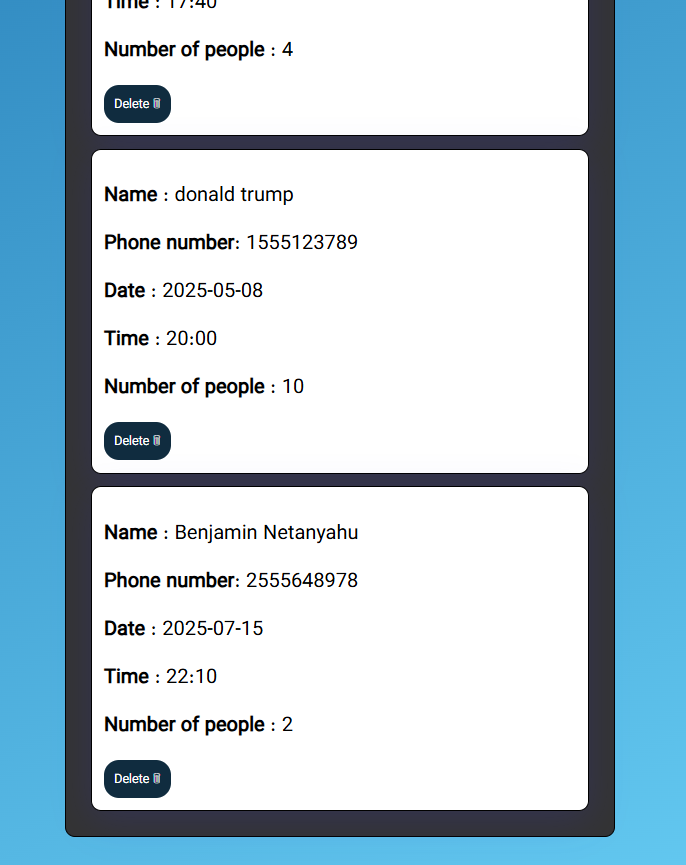 Time : 17:40
Number of people : 4
Delete
Name : donald trump
Phone number: 1555123789
Date : 2025-05-08
Time : 20:00
Number of people : 10
Delete
Name : Benjamin Netanyahu
Phone number: 2555648978
Date : 2025-07-15
Time : 22:10
Number of people : 2
Delete